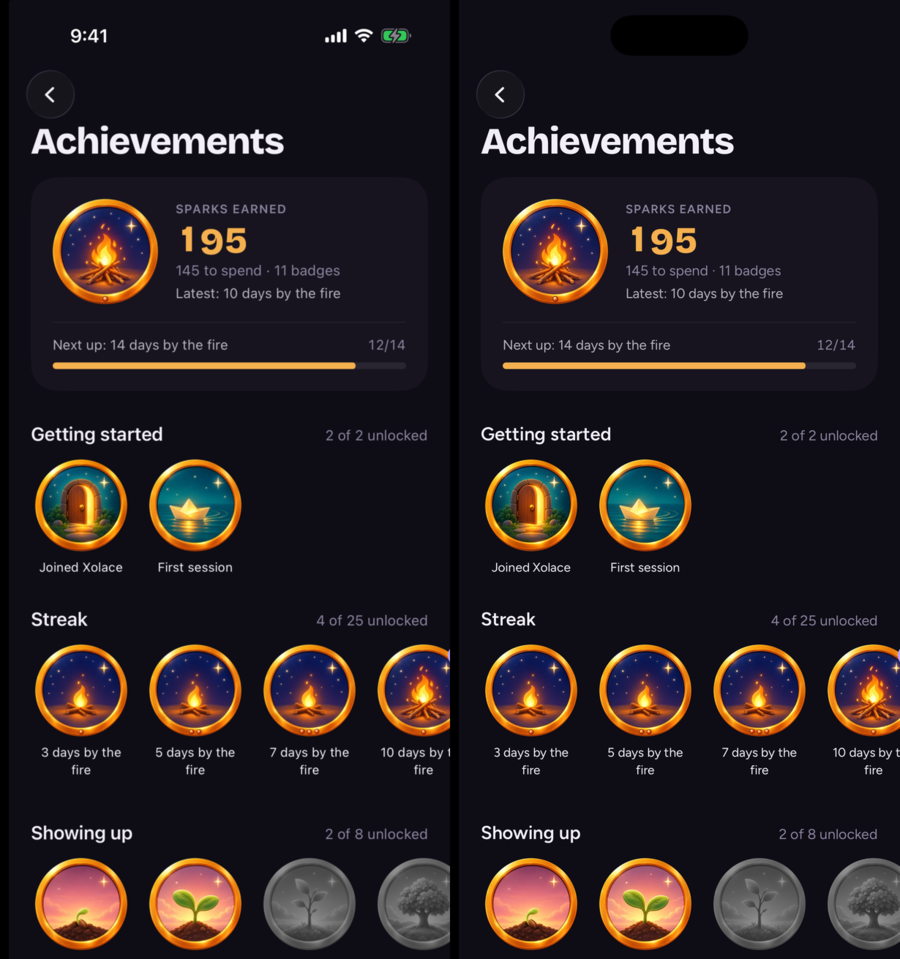 9:41
Achievements
SPARKS EARNED
195
145 to spend · 11 badges
Latest: 10 days by the fire
Next up: 14 days by the fire 12/14
Getting started 2 of 2 unlocked
Joined Xolace First session
Streak 4 of 25 unlocked
3 days by the fire
5 days by the fire
7 days by the fire
10 days by t
fire
Showing up 2 of 8 unlocked
Achievements
SPARKS EARNED
195
145 to spend · 11 badges
Latest: 10 days by the fire
Next up: 14 days by the fire 12/14
Getting started 2 of 2 unlocked
Joined Xolace First session
Streak 4 of 25 unlocked
3 days by the fire
5 days by the fire
7 days by the fire
10 days by t
fire
Showing up 2 of 8 unlocked